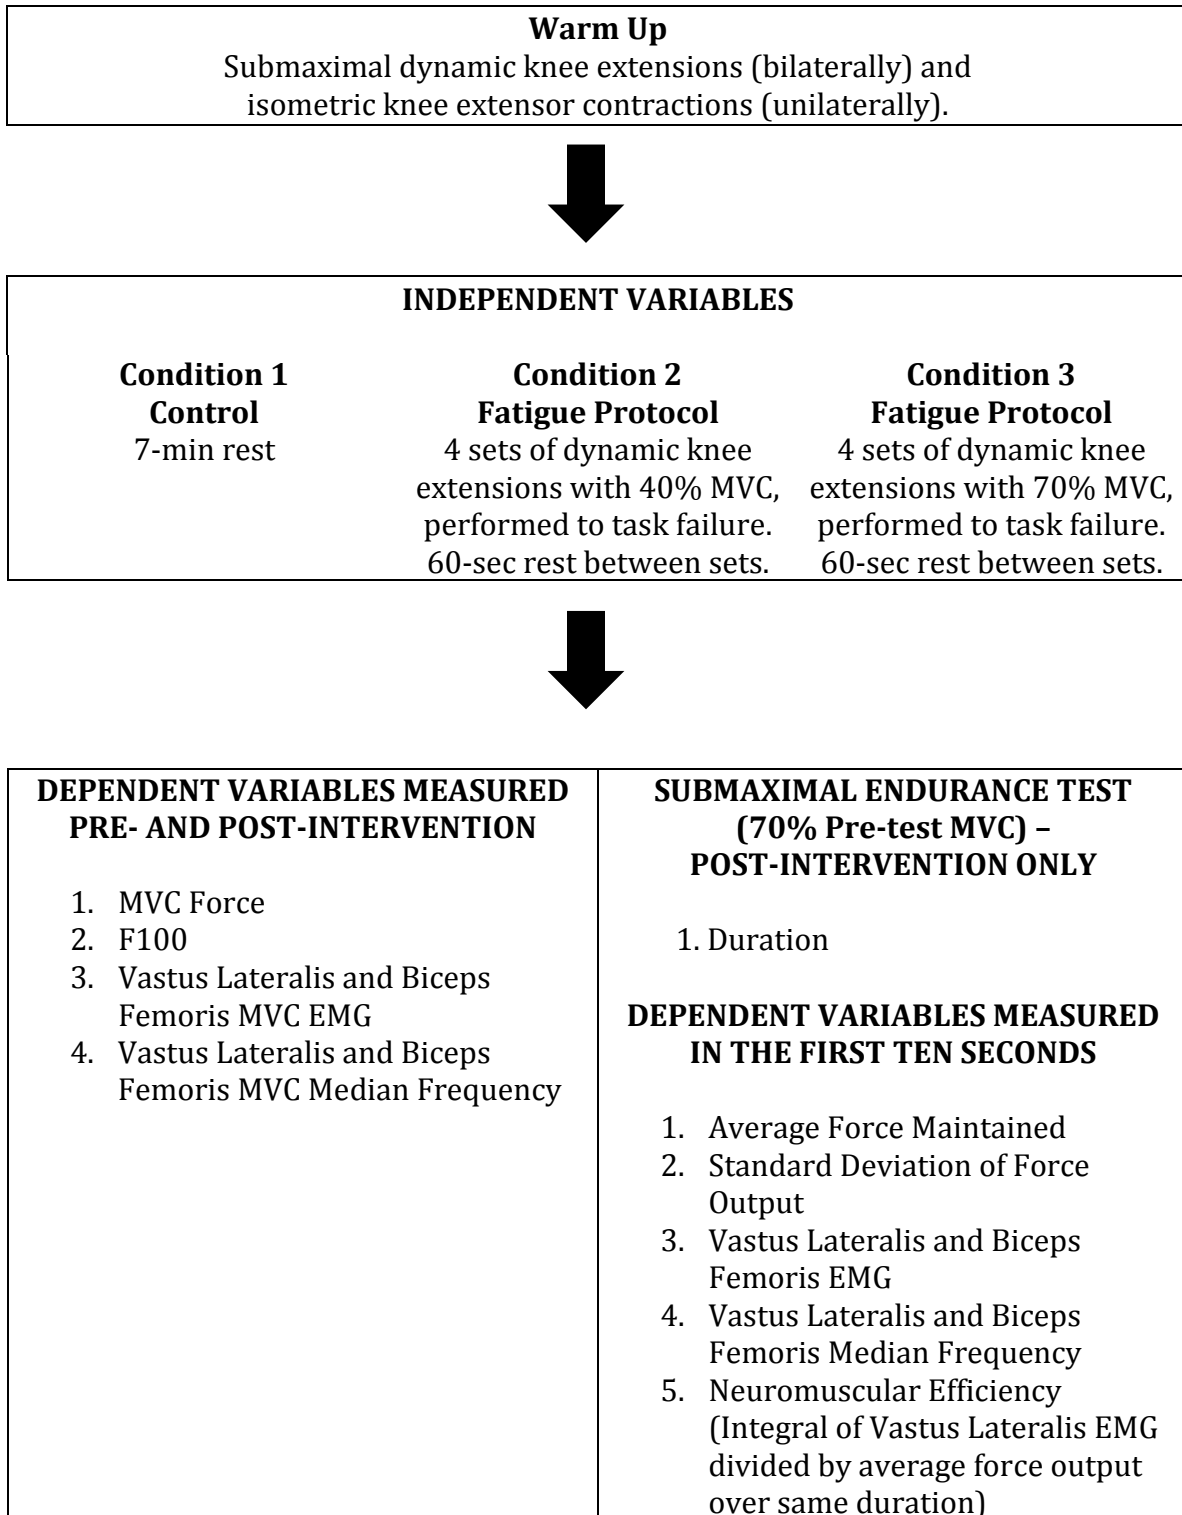 Warm Up
Submaximal dynamic knee extensions (bilaterally) and
isometric knee extensor contractions (unilaterally).
INDEPENDENT VARIABLES
Condition 1
Control
7-min rest
Condition 2
Fatigue Protocol
4 sets of dynamic knee
extensions with 40% MVC,
performed to task failure.
60-sec rest between sets.
Condition 3
Fatigue Protocol
4 sets of dynamic knee
extensions with 70% MVC,
performed to task failure.
60-sec rest between sets.
DEPENDENT VARIABLES MEASURED
PRE- AND POST-INTERVENTION
1. MVC Force
2. F100
3. Vastus Lateralis and Biceps
Femoris MVC EMG
4. Vastus Lateralis and Biceps
Femoris MVC Median Frequency
SUBMAXIMAL ENDURANCE TEST
(70% Pre-test MVC) –
POST-INTERVENTION ONLY
1. Duration
DEPENDENT VARIABLES MEASURED
IN THE FIRST TEN SECONDS
1. Average Force Maintained
2. Standard Deviation of Force
Output
3. Vastus Lateralis and Biceps
Femoris EMG
4. Vastus Lateralis and Biceps
Femoris Median Frequency
5. Neuromuscular Efficiency
(Integral of Vastus Lateralis EMG
divided by average force output
over same duration)